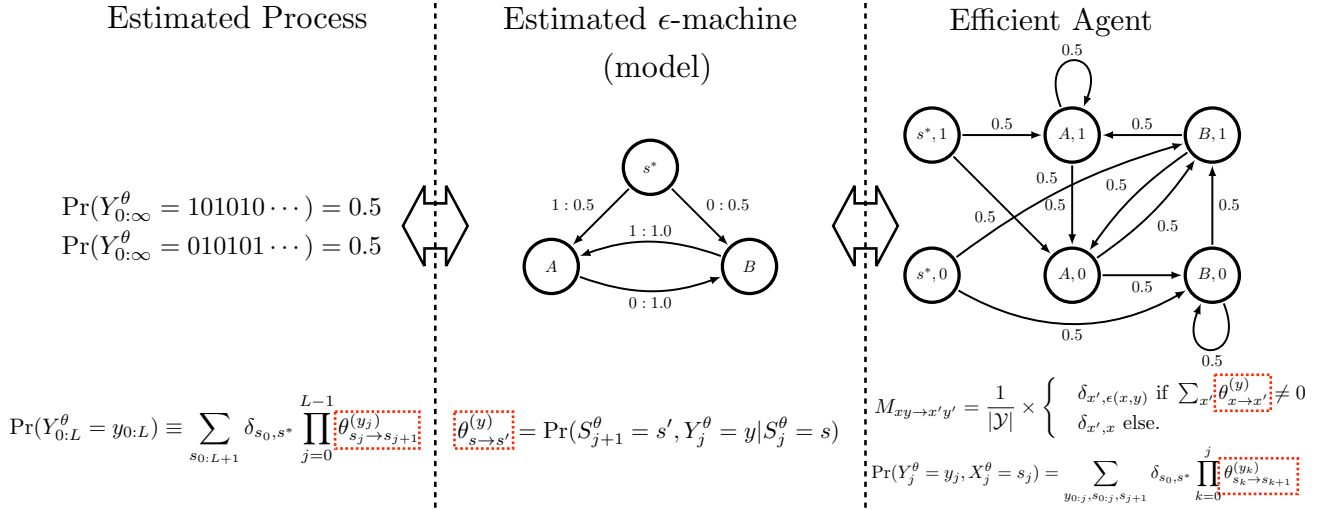 Estimated Process
Pr(Y^θ_{0:∞} = 101010 ⋯) = 0.5
Pr(Y^θ_{0:∞} = 010101 ⋯) = 0.5
Pr(Y^θ_{0:L} = y_{0:L}) ≡ ∑_{s_{0:L+1}} δ_{s_0,s*} ∏_{j=0}^{L-1} θ^{(y_j)}_{s_j→s_{j+1}}
Estimated ϵ-machine
(model)
s*
1 : 0.5
0 : 0.5
1 : 1.0
A
B
0 : 1.0
θ^{(y)}_{s→s'} = Pr(S^θ_{j+1} = s', Y^θ_j = y|S^θ_j = s)
Efficient Agent
0.5
s*, 1
0.5
A, 1
0.5
B, 1
0.5
0.5
0.5
0.5
0.5
0.5
s*, 0
A, 0
0.5
B, 0
0.5
0.5
M_{xy→x'y'} = 1/|𝒴| × { δ_{x',ϵ(x,y)} if ∑_{x'} θ^{(y)}_{x→x'} ≠ 0
δ_{x',x} else.
Pr(Y^θ_j = y_j, X^θ_j = s_j) = ∑_{y_{0:j},s_{0:j},s_{j+1}} δ_{s_0,s*} ∏_{k=0}^{j} θ^{(y_k)}_{s_k→s_{k+1}}